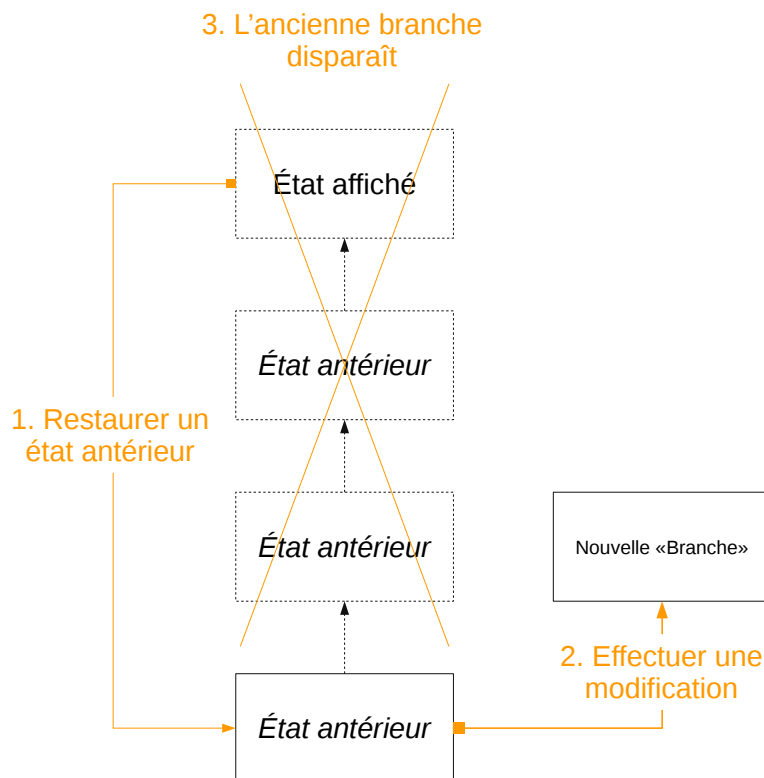 3. L’ancienne branche
disparaît
État affiché
État antérieur
1. Restaurer un
état antérieur
État antérieur
Nouvelle «Branche»
2. Effectuer une
modification
État antérieur